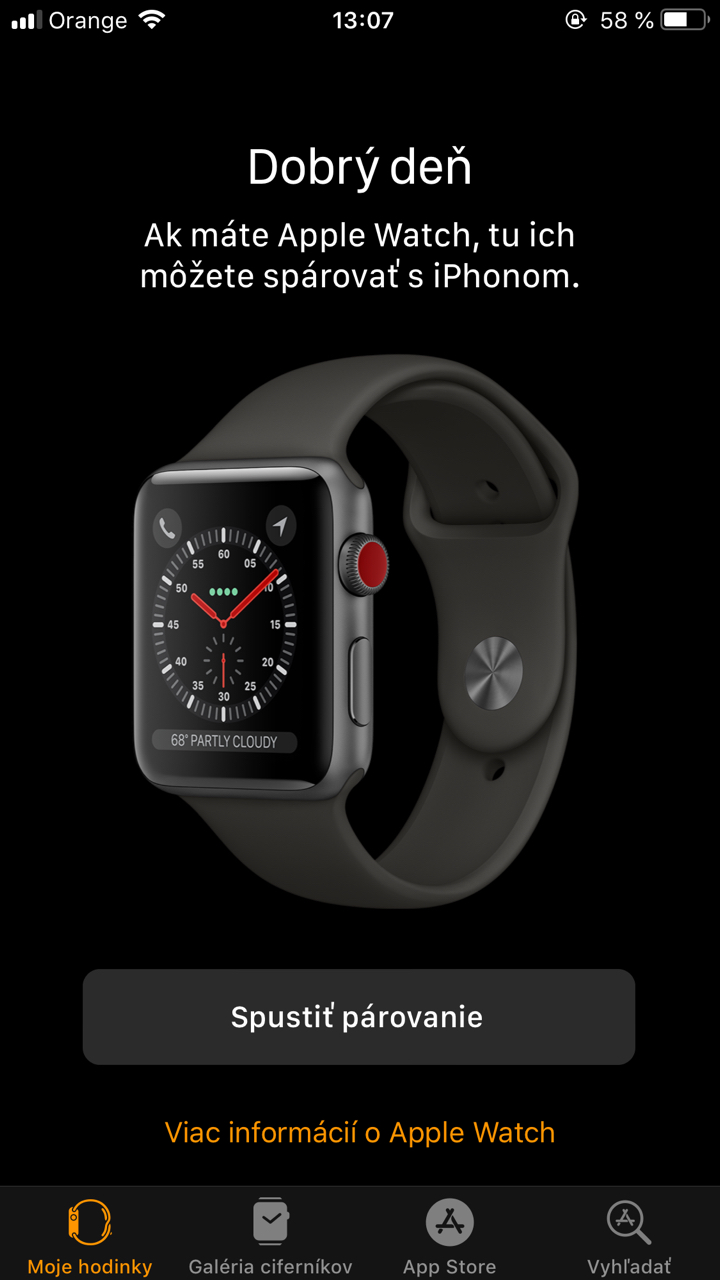 Orange 13:07 58 %
Dobrý deň
Ak máte Apple Watch, tu ich
môžete spárovať s iPhonom.
60
55 05
50 10
45 15
40 20
35 25
30
68° PARTLY CLOUDY
Spustiť párovanie
Viac informácií o Apple Watch
Moje hodinky Galéria ciferníkov App Store Vyhľadať